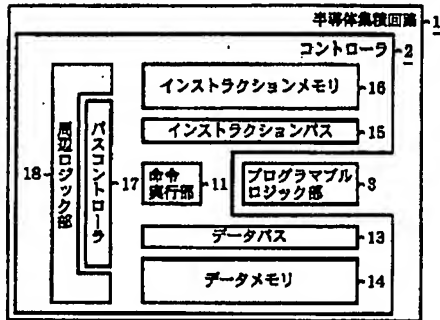 半導体集積回路 1
コントローラ 2
インストラクションメモリ 16
インストラクションバス 15
周辺ロジック部 18
バスコントローラ 17
命令
実行部 11
プログラマブル
ロジック部 3
データバス 13
データメモリ 14